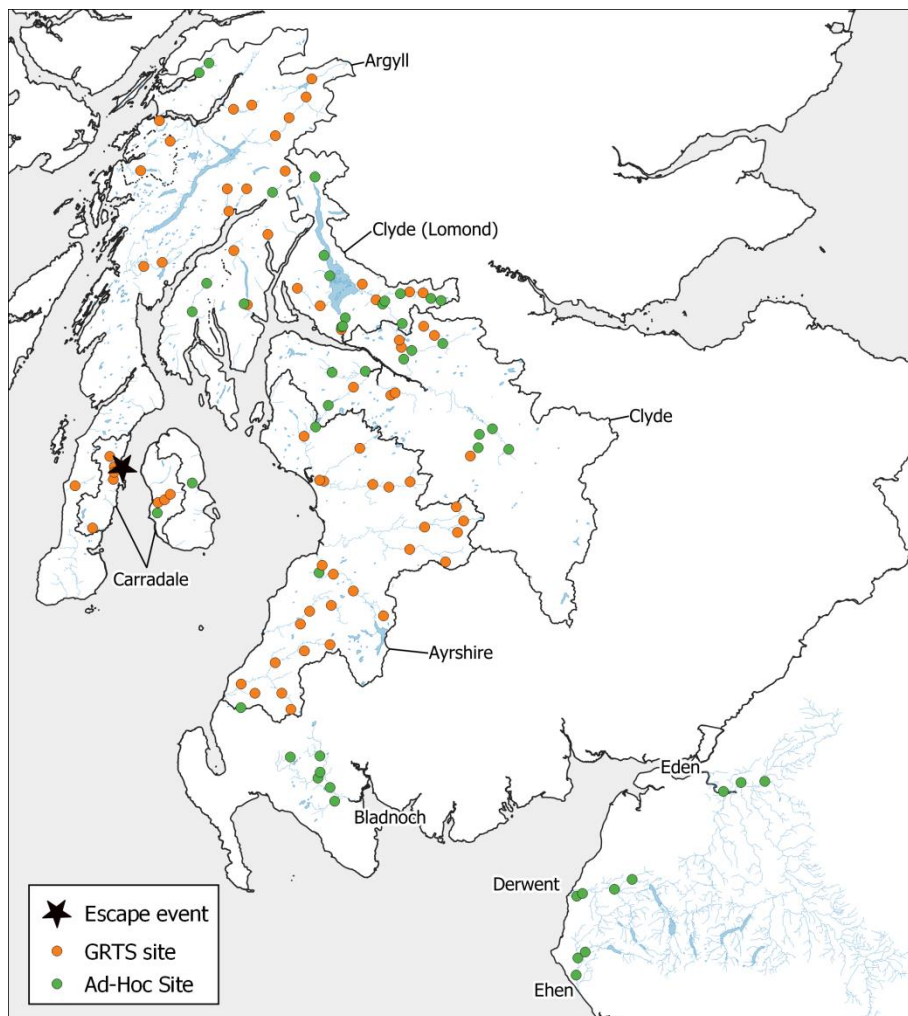 Argyll
Clyde (Lomond)
Clyde
Carradale
Ayrshire
Eden
Bladnoch
Derwent
Ehen
Escape event
GRTS site
Ad-Hoc Site